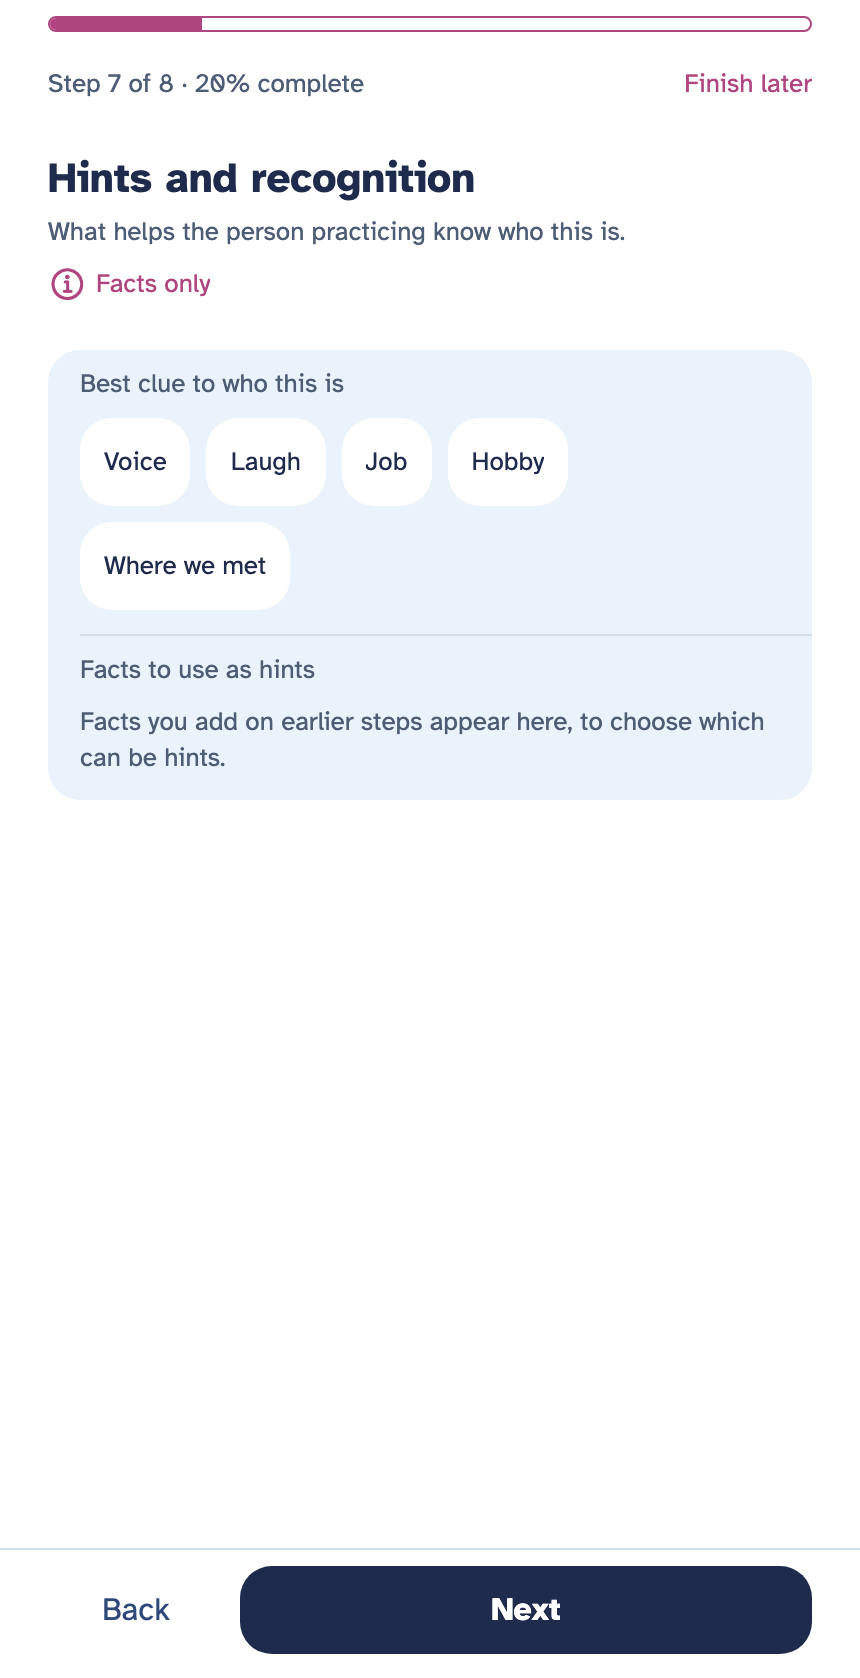 Step 7 of 8 · 20% complete
Finish later
Hints and recognition
What helps the person practicing know who this is.
Facts only
Best clue to who this is
Voice
Laugh
Job
Hobby
Where we met
Facts to use as hints
Facts you add on earlier steps appear here, to choose which
can be hints.
Back
Next